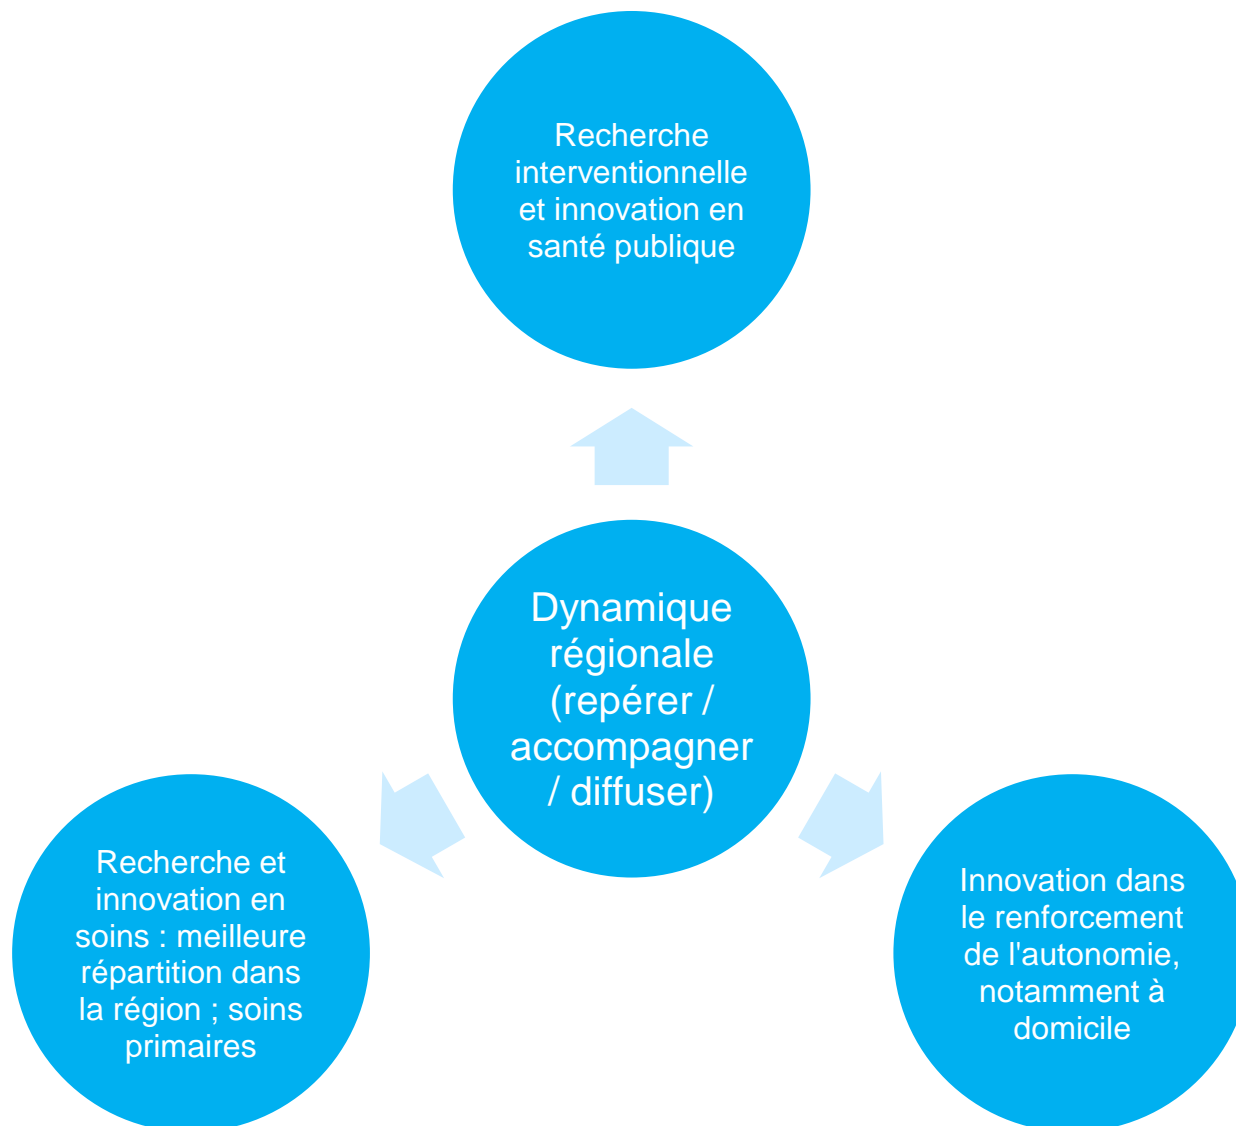 Recherche
interventionnelle
et innovation en
santé publique
Dynamique
régionale
(repérer /
accompagner
/ diffuser)
Recherche et
innovation en
soins : meilleure
répartition dans
la région ; soins
primaires
Innovation dans
le renforcement
de l'autonomie,
notamment à
domicile